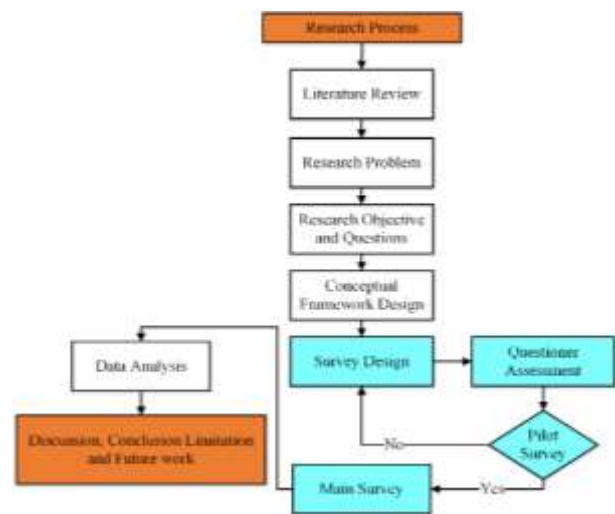 Research Process
Literature Review
Research Problem
Research Objective
and Questions
Conceptual
Framework Design
Survey Design
Questioner
Assessment
Pilot
Survey
No
Yes
Main Survey
Data Analysis
Discussion, Conclusion Limitation
and Future work